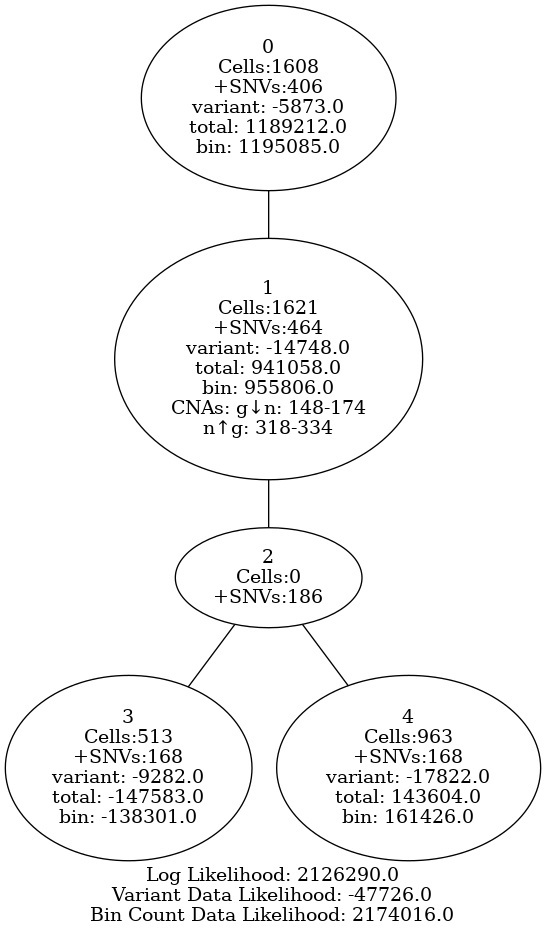 0
Cells:1608
+SNVs:406
variant: -5873.0
total: 1189212.0
bin: 1195085.0
1
Cells:1621
+SNVs:464
variant: -14748.0
total: 941058.0
bin: 955806.0
CNAs: g↓n: 148-174
n↑g: 318-334
2
Cells:0
+SNVs:186
3
Cells:513
+SNVs:168
variant: -9282.0
total: -147583.0
bin: -138301.0
4
Cells:963
+SNVs:168
variant: -17822.0
total: 143604.0
bin: 161426.0
Log Likelihood: 2126290.0
Variant Data Likelihood: -47726.0
Bin Count Data Likelihood: 2174016.0